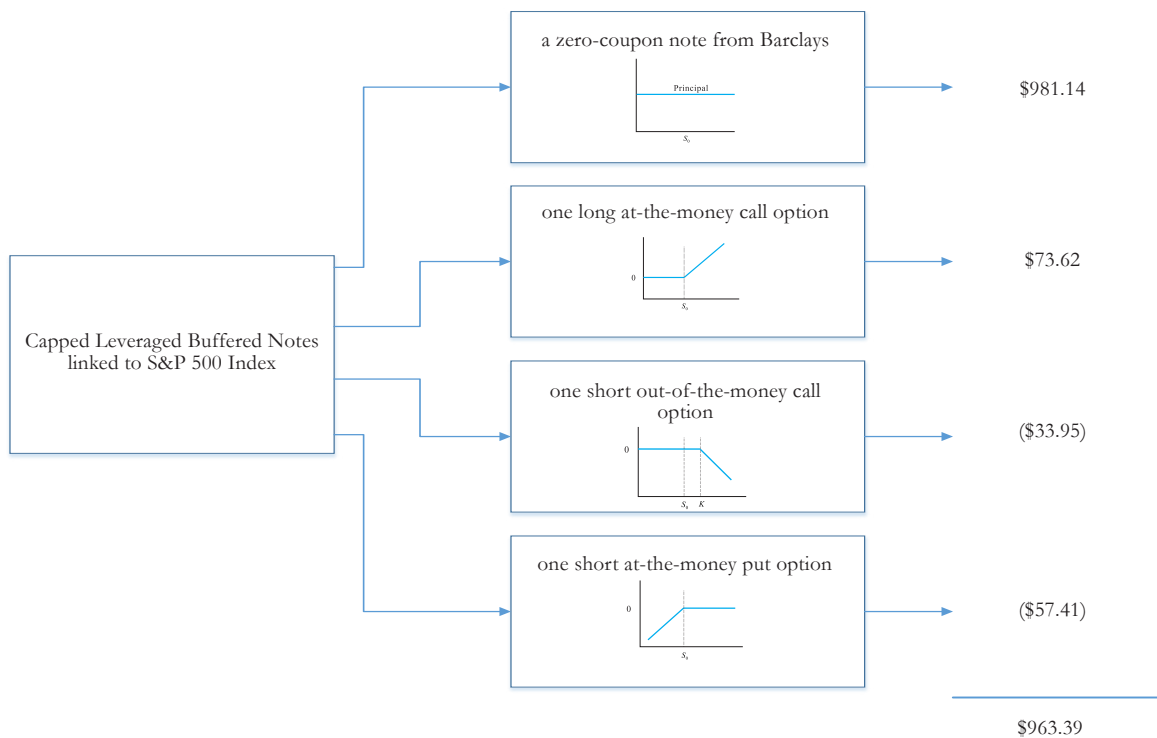 a zero-coupon note from Barclays
Principal
S₀
$981.14
one long at-the-money call option
0
S₀
$73.62
Capped Leveraged Buffered Notes
linked to S&P 500 Index
one short out-of-the-money call
option
0
S₀ K
($33.95)
one short at-the-money put option
0
S₀
($57.41)
$963.39